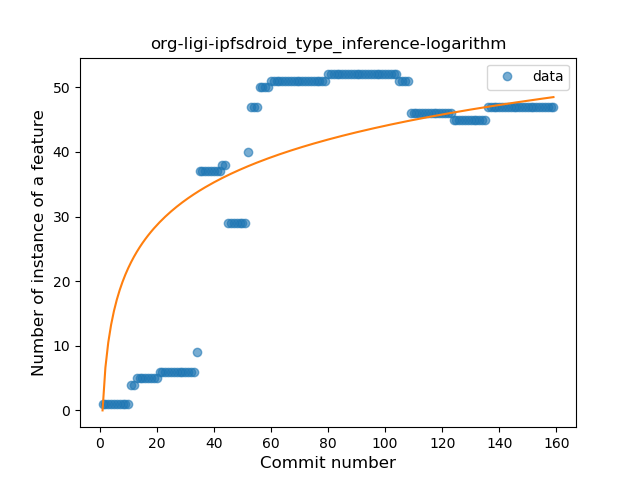 org-ligi-ipfsdroid_type_inference-logarithm
data
Number of instance of a feature
50
40
30
20
10
0
0 20 40 60 80 100 120 140 160
Commit number